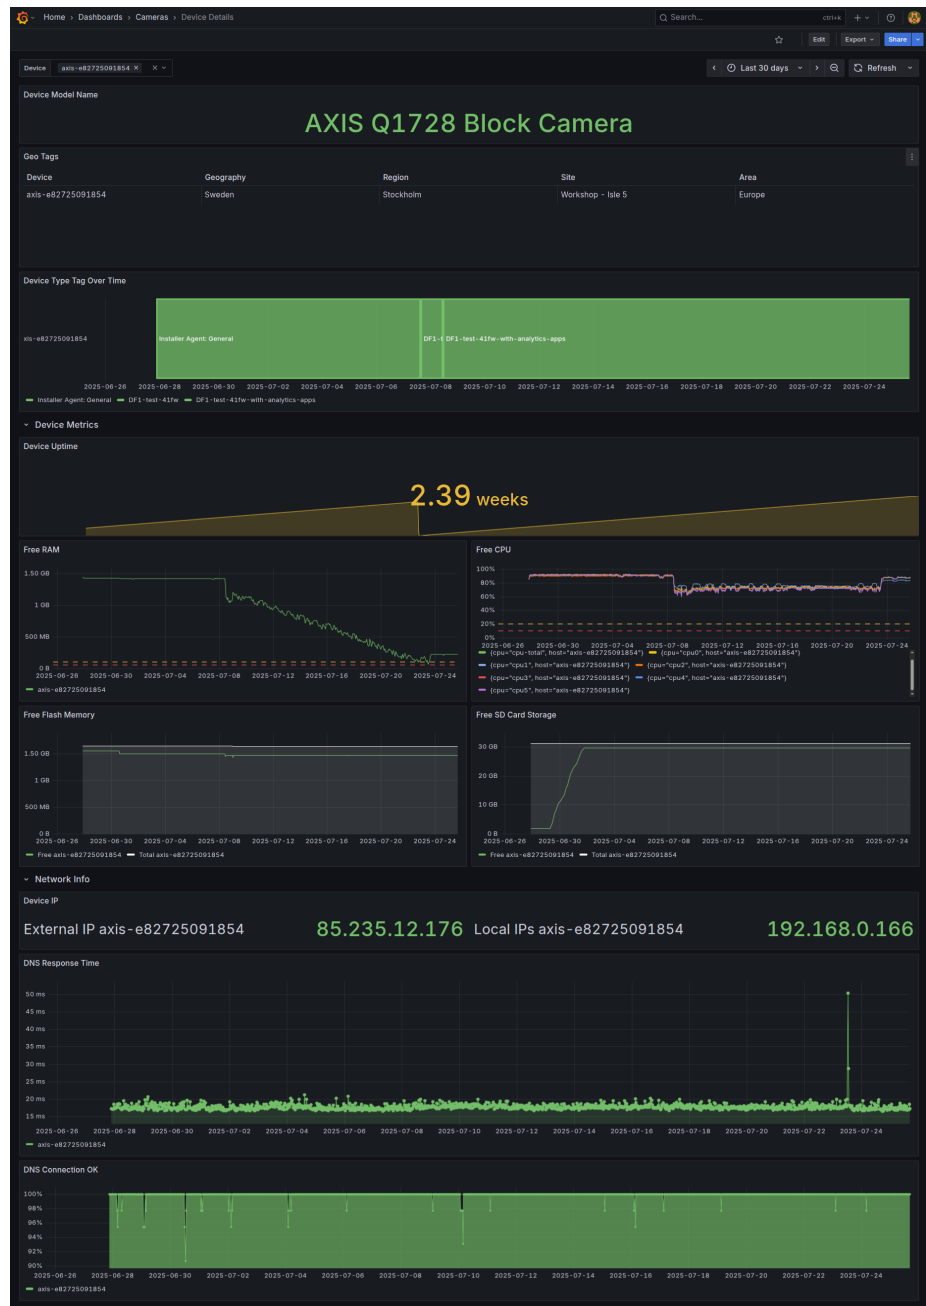 Home › Dashboards › Cameras › Device Details
Search...
ctrl+k
Edit
Export
Share
Device
axis-e82725091854
Last 30 days
Refresh
Device Model Name
AXIS Q1728 Block Camera
Geo Tags
Device Geography Region Site Area
axis-e82725091854 Sweden Stockholm Workshop - Isle 5 Europe
Device Type Tag Over Time
xis-e82725091854
Installer Agent: General
DF1-t
DF1-test-41fw-with-analytics-apps
2025-06-26 2025-06-28 2025-06-30 2025-07-02 2025-07-04 2025-07-06 2025-07-08 2025-07-10 2025-07-12 2025-07-14 2025-07-16 2025-07-18 2025-07-20 2025-07-22 2025-07-24
Installer Agent: General DF1-test-41fw DF1-test-41fw-with-analytics-apps
Device Metrics
Device Uptime
2.39 weeks
Free RAM
1.50 GB
1 GB
500 MB
0 B
2025-06-26 2025-06-30 2025-07-04 2025-07-08 2025-07-12 2025-07-16 2025-07-20 2025-07-24
axis-e82725091854
Free CPU
100%
80%
60%
40%
20%
0%
2025-06-26 2025-06-30 2025-07-04 2025-07-08 2025-07-12 2025-07-16 2025-07-20 2025-07-24
{cpu="cpu-total", host="axis-e82725091854"} {cpu="cpu0", host="axis-e82725091854"}
{cpu="cpu1", host="axis-e82725091854"} {cpu="cpu2", host="axis-e82725091854"}
{cpu="cpu3", host="axis-e82725091854"} {cpu="cpu4", host="axis-e82725091854"}
{cpu="cpu5", host="axis-e82725091854"}
Free Flash Memory
1.50 GB
1 GB
500 MB
0 B
2025-06-26 2025-06-30 2025-07-04 2025-07-08 2025-07-12 2025-07-16 2025-07-20 2025-07-24
Free axis-e82725091854 Total axis-e82725091854
Free SD Card Storage
30 GB
20 GB
10 GB
0 B
2025-06-26 2025-06-30 2025-07-04 2025-07-08 2025-07-12 2025-07-16 2025-07-20 2025-07-24
Free axis-e82725091854 Total axis-e82725091854
Network Info
Device IP
External IP axis-e82725091854 85.235.12.176 Local IPs axis-e82725091854 192.168.0.166
DNS Response Time
50 ms
45 ms
40 ms
35 ms
30 ms
25 ms
20 ms
15 ms
2025-06-26 2025-06-28 2025-06-30 2025-07-02 2025-07-04 2025-07-06 2025-07-08 2025-07-10 2025-07-12 2025-07-14 2025-07-16 2025-07-18 2025-07-20 2025-07-22 2025-07-24
axis-e82725091854
DNS Connection OK
100%
98%
96%
94%
92%
90%
2025-06-26 2025-06-28 2025-06-30 2025-07-02 2025-07-04 2025-07-06 2025-07-08 2025-07-10 2025-07-12 2025-07-14 2025-07-16 2025-07-18 2025-07-20 2025-07-22 2025-07-24
axis-e82725091854